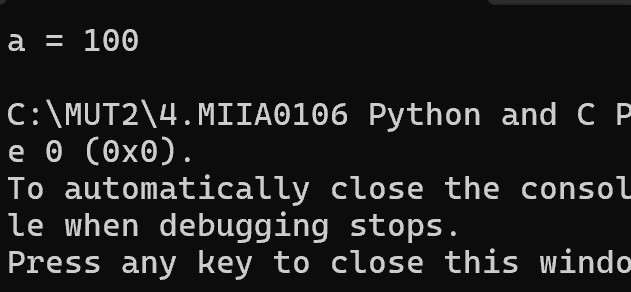 a = 100
C:\MUT2\4.MIIA0106 Python and C P
e 0 (0x0).
To automatically close the consol
le when debugging stops.
Press any key to close this windo